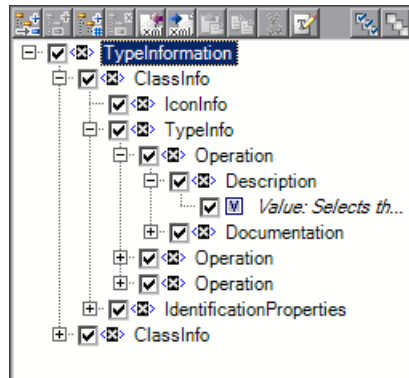 TypeInformation
ClassInfo
IconInfo
TypeInfo
Operation
Description
Value: Selects th...
Documentation
Operation
Operation
IdentificationProperties
ClassInfo